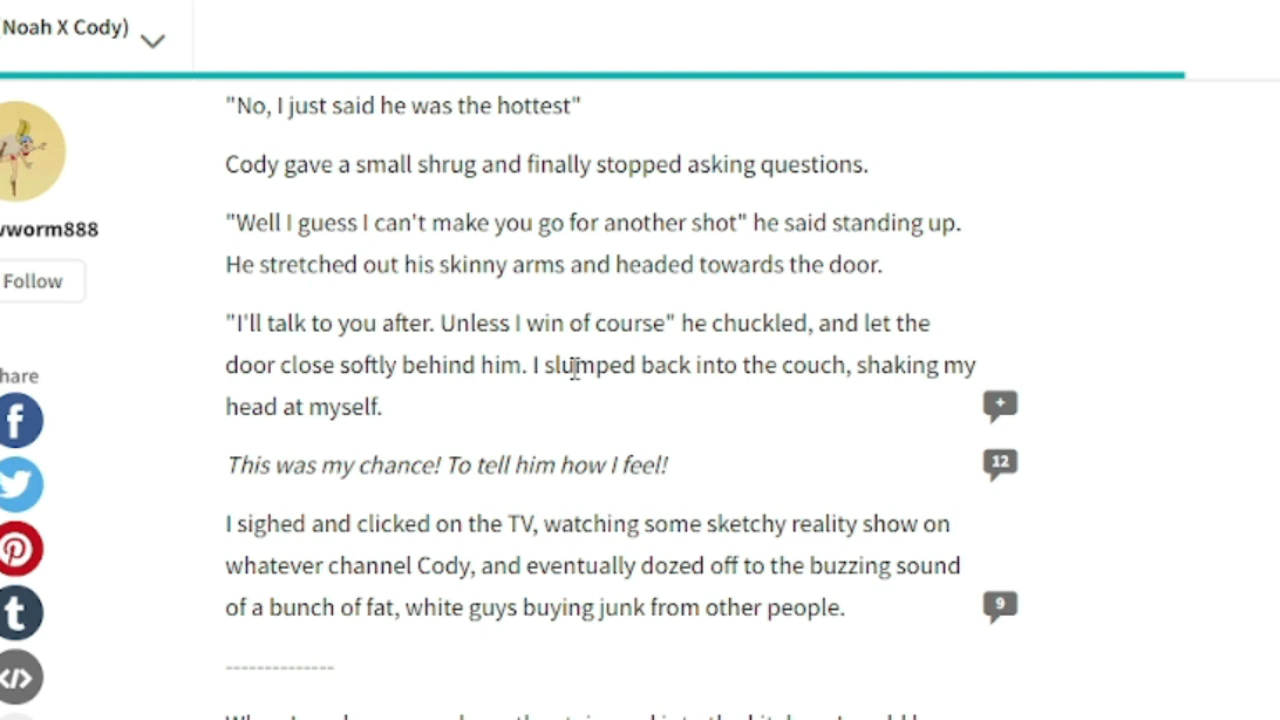 Noah X Cody)
"No, I just said he was the hottest"
Cody gave a small shrug and finally stopped asking questions.
"Well I guess I can't make you go for another shot" he said standing up.
He stretched out his skinny arms and headed towards the door.
"I'll talk to you after. Unless I win of course" he chuckled, and let the
door close softly behind him. I slumped back into the couch, shaking my
head at myself.
+
This was my chance! To tell him how I feel!
12
I sighed and clicked on the TV, watching some sketchy reality show on
whatever channel Cody, and eventually dozed off to the buzzing sound
of a bunch of fat, white guys buying junk from other people.
9
--------------
worm888
Follow
hare
f
t
</>